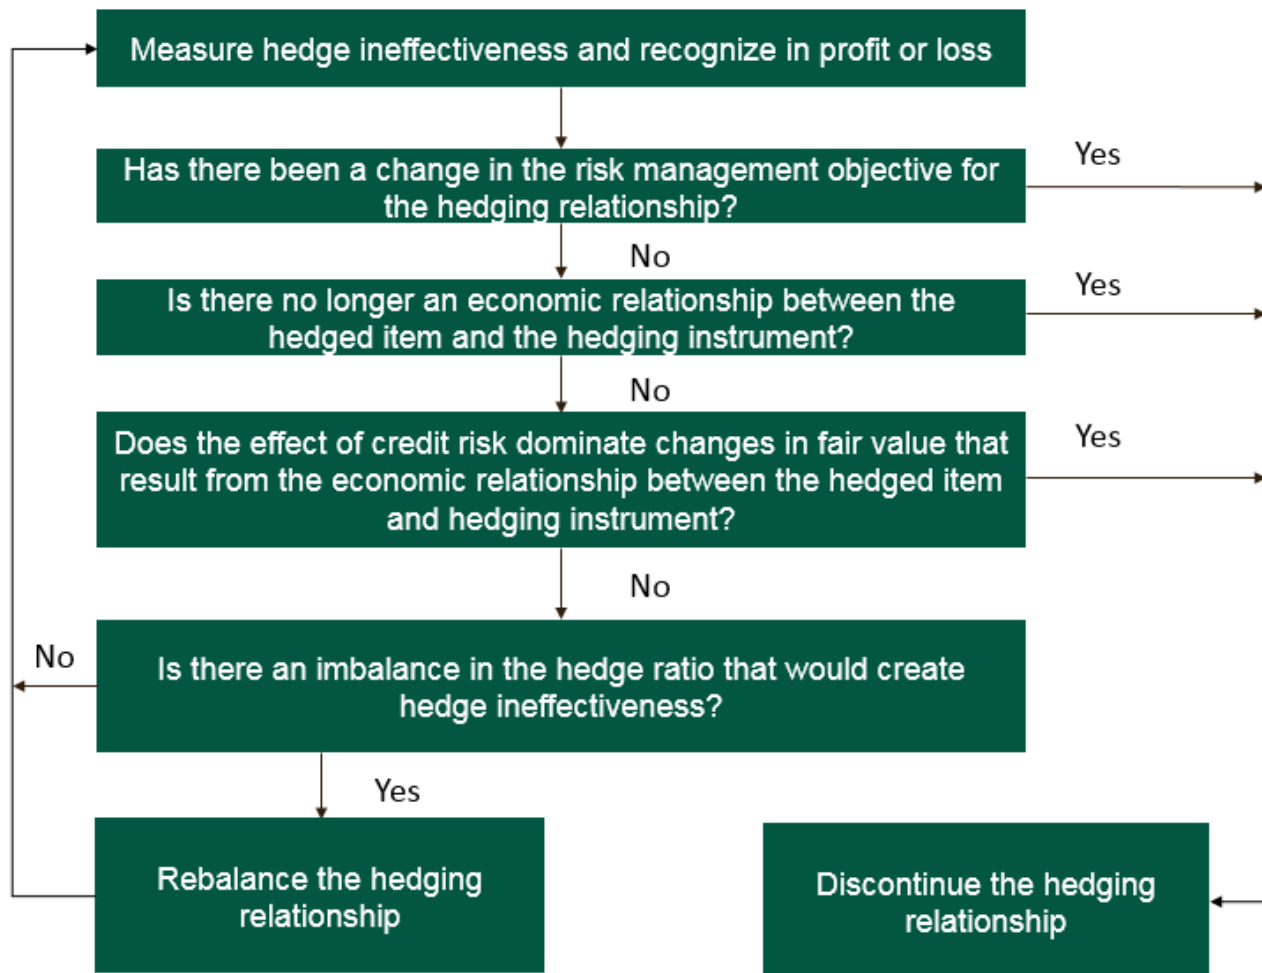 Measure hedge ineffectiveness and recognize in profit or loss
Has there been a change in the risk management objective for
the hedging relationship?
Yes
No
Is there no longer an economic relationship between the
hedged item and the hedging instrument?
Yes
No
Does the effect of credit risk dominate changes in fair value that
result from the economic relationship between the hedged item
and hedging instrument?
Yes
No
Is there an imbalance in the hedge ratio that would create
hedge ineffectiveness?
No
Yes
Rebalance the hedging
relationship
Discontinue the hedging
relationship